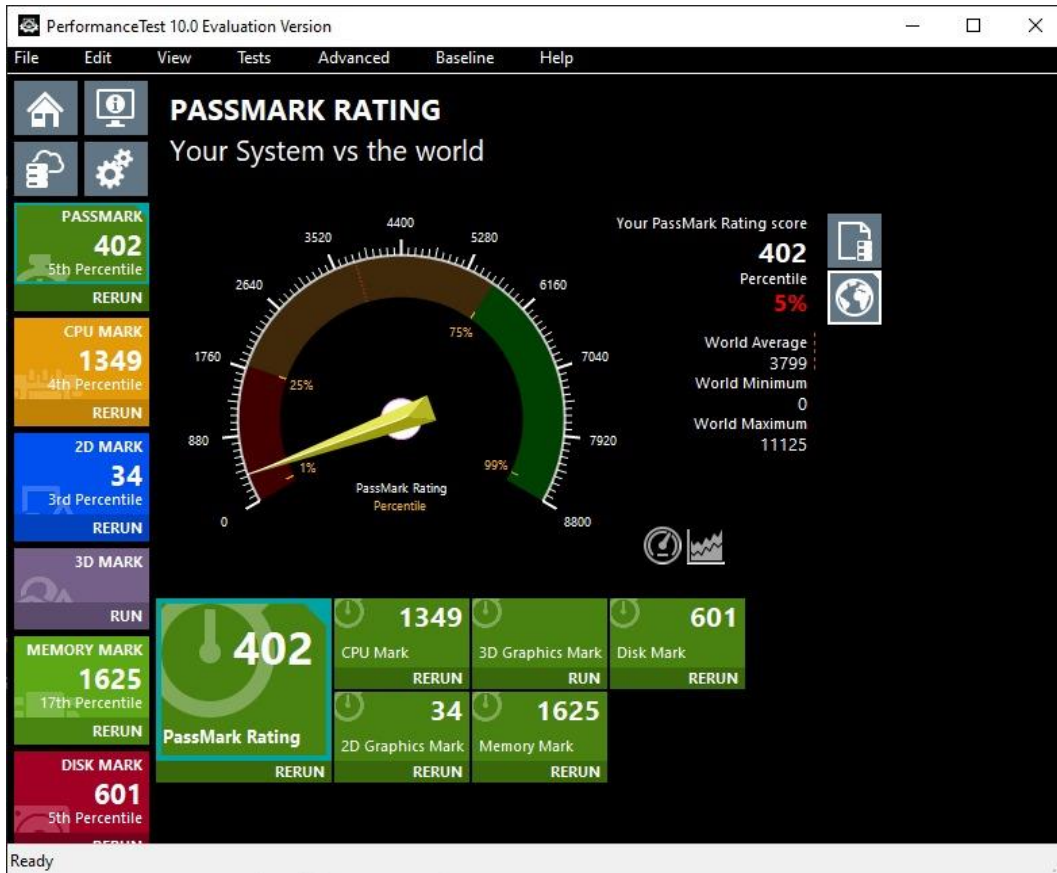 PerformanceTest 10.0 Evaluation Version
File Edit View Tests Advanced Baseline Help
PASSMARK RATING
Your System vs the world
PASSMARK
402
5th Percentile
RERUN
CPU MARK
1349
4th Percentile
RERUN
2D MARK
34
3rd Percentile
RERUN
3D MARK
RUN
MEMORY MARK
1625
17th Percentile
RERUN
DISK MARK
601
5th Percentile
RERUN
0
880
1760
2640
3520
4400
5280
6160
7040
7920
8800
1%
25%
75%
99%
PassMark Rating
Percentile
Your PassMark Rating score
402
Percentile
5%
World Average
3799
World Minimum
0
World Maximum
11125
402
PassMark Rating
RERUN
1349
CPU Mark
RERUN
3D Graphics Mark
RUN
601
Disk Mark
RERUN
34
2D Graphics Mark
RERUN
1625
Memory Mark
RERUN
Ready